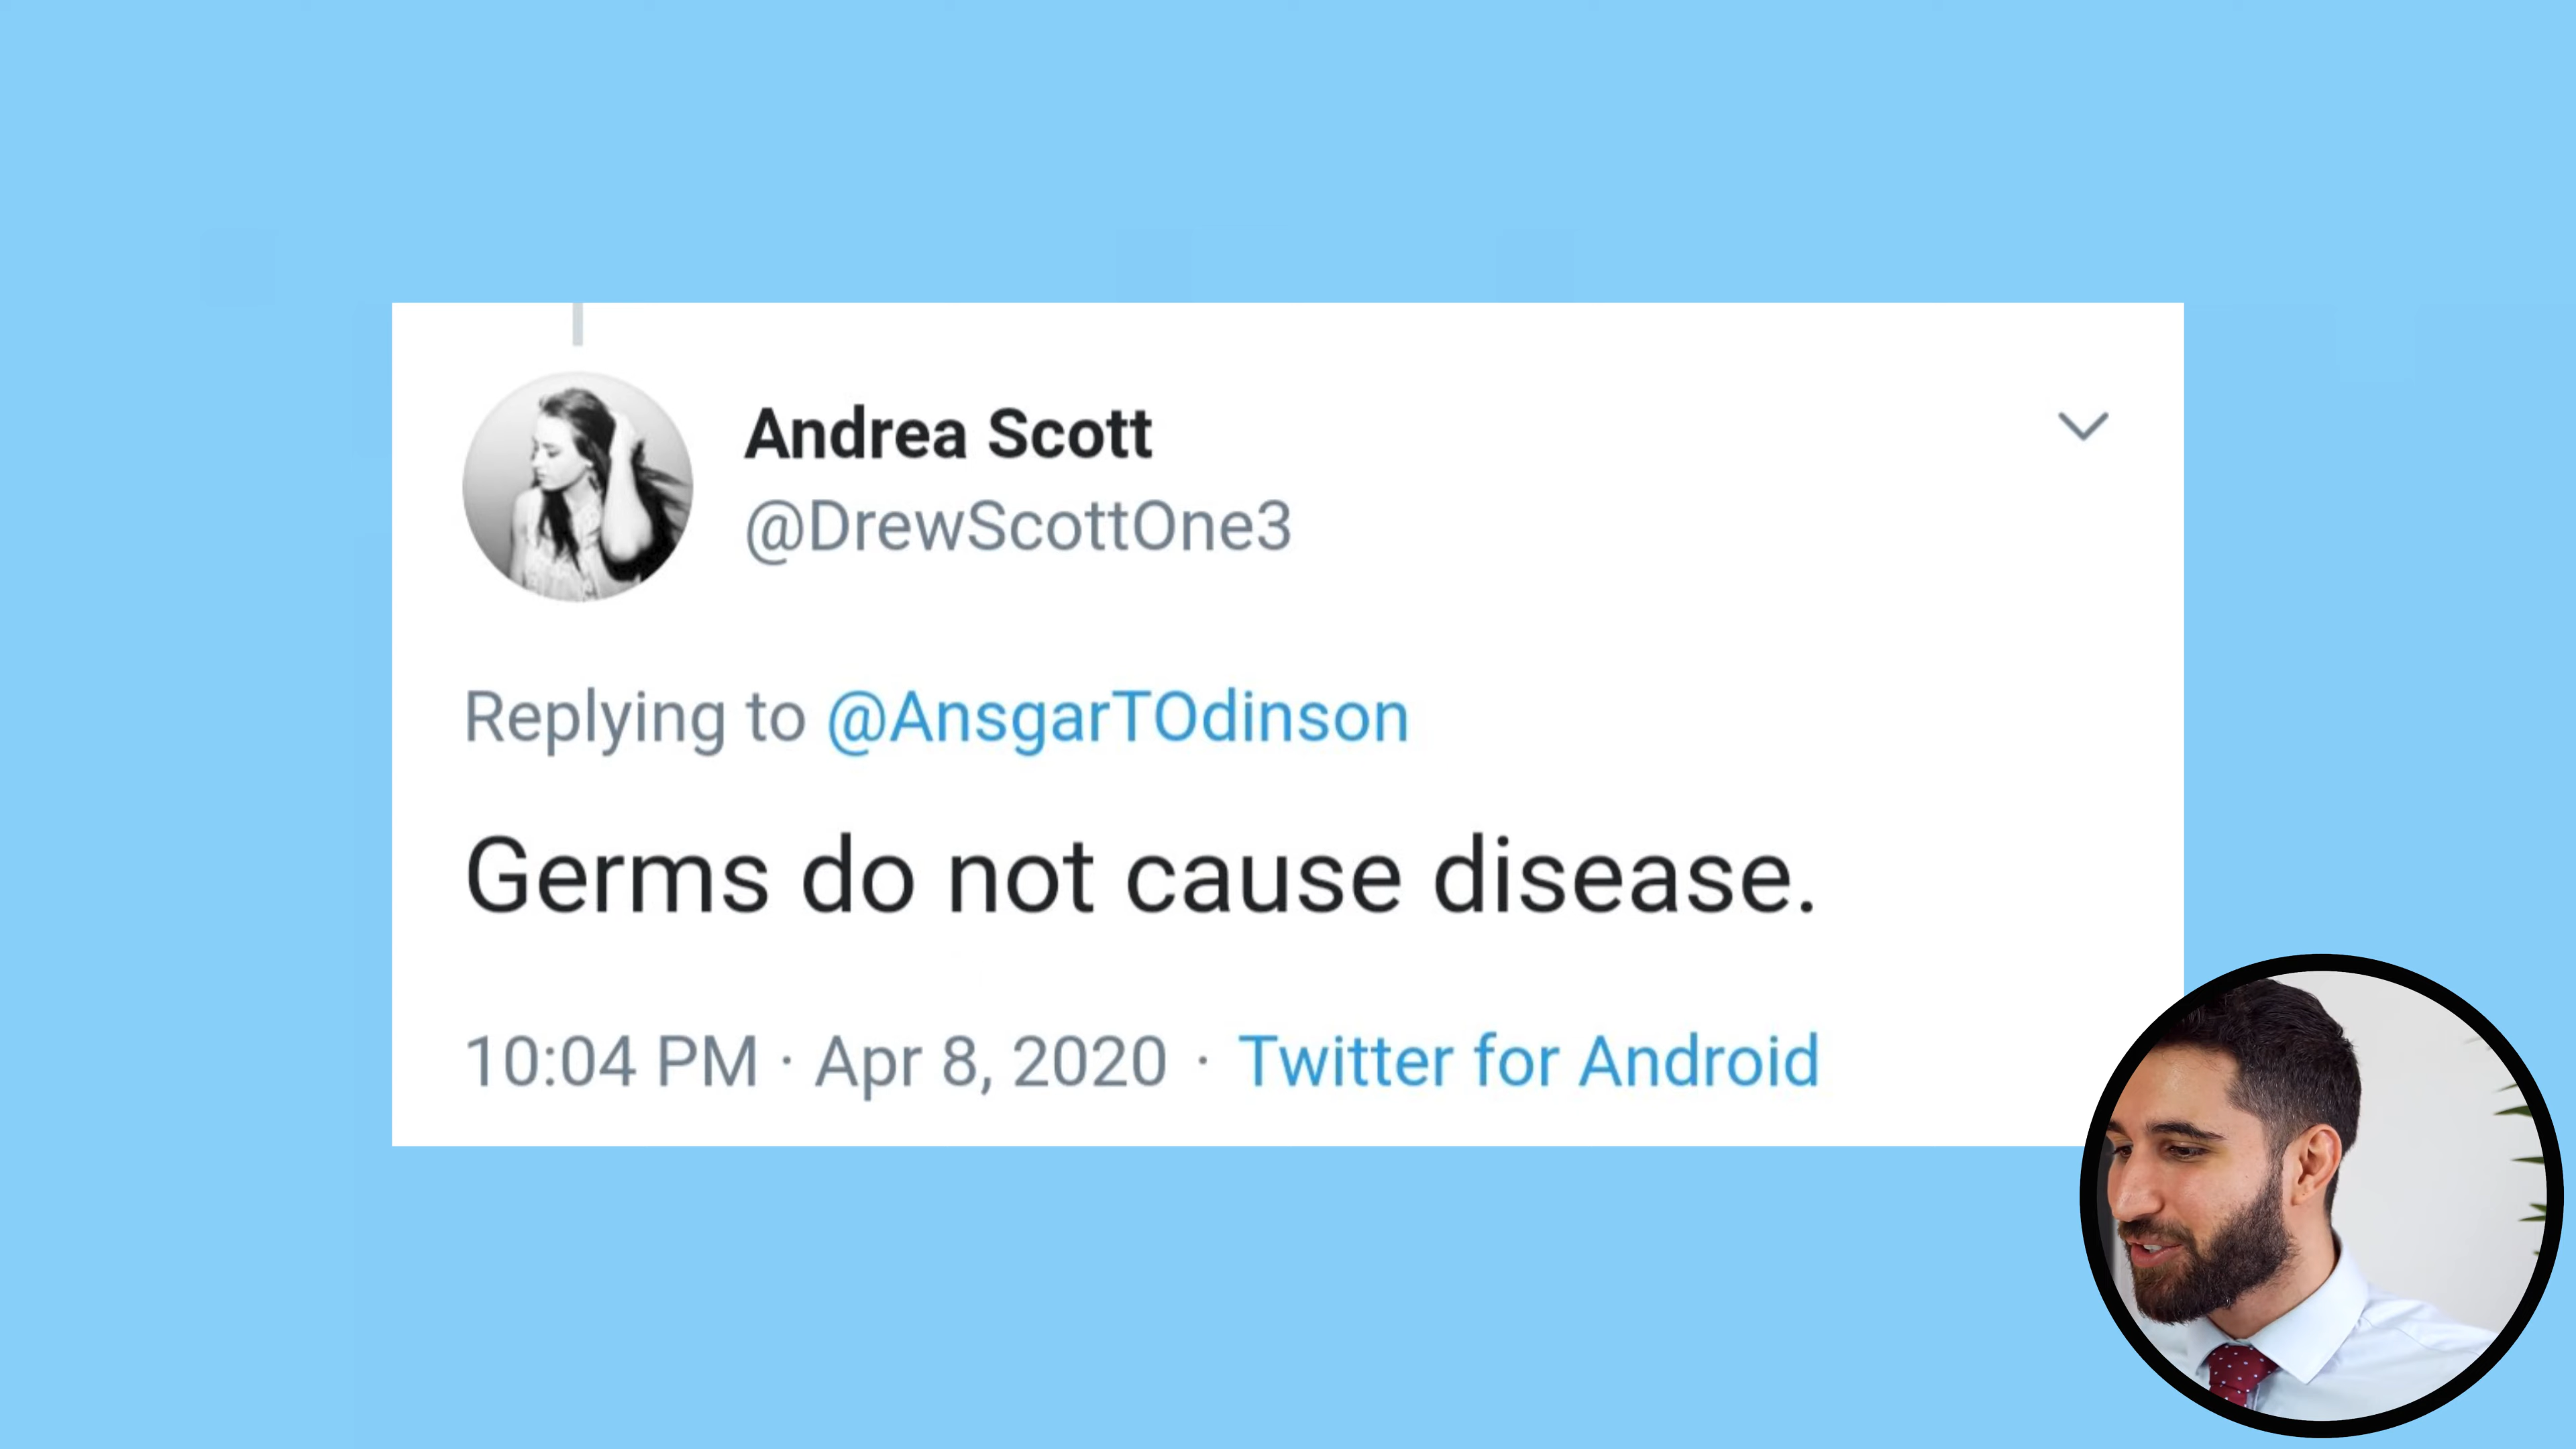 Andrea Scott
@DrewScottOne3
Replying to @AnsgarTOdinson
Germs do not cause disease.
10:04 PM · Apr 8, 2020 · Twitter for Android